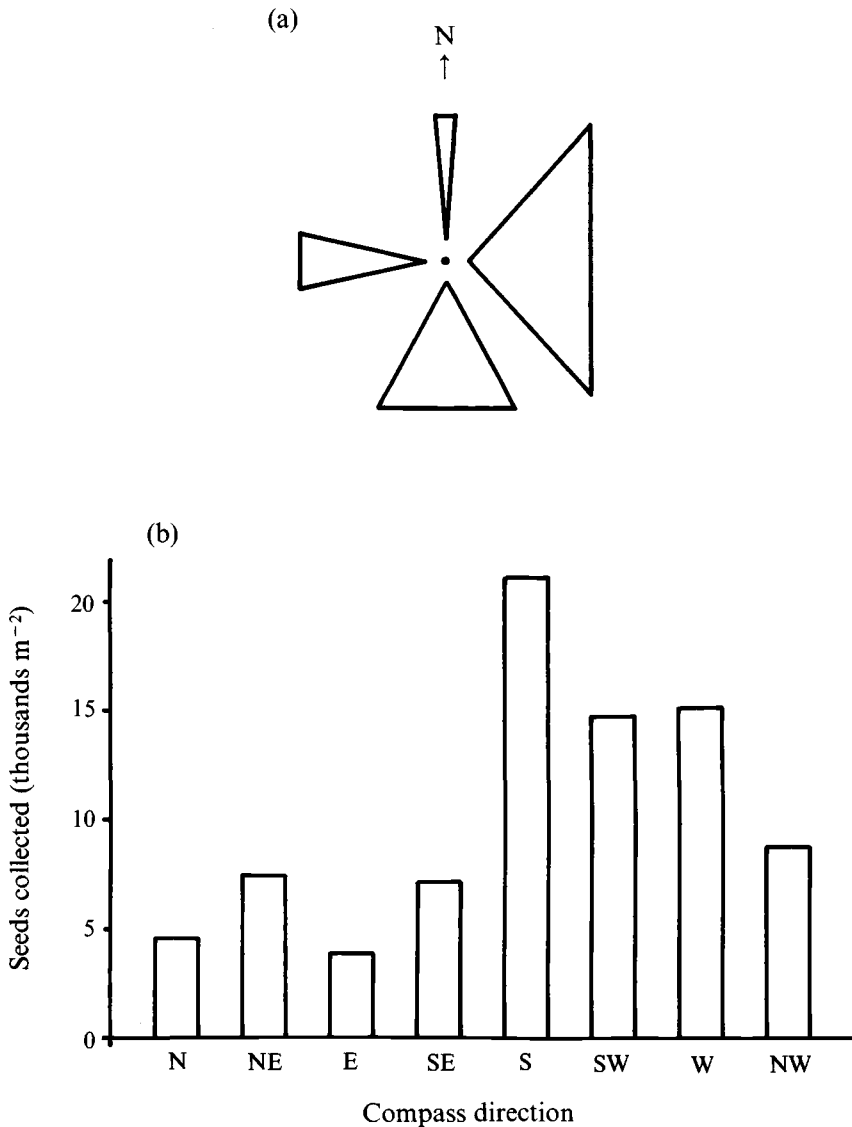 (a)
N
↑
(b)
Seeds collected (thousands m⁻²)
20
15
10
5
0
N NE E SE S SW W NW
Compass direction